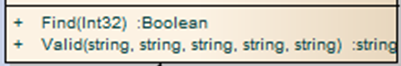 + Find(Int32) :Boolean
+ Valid(string, string, string, string, string) :string